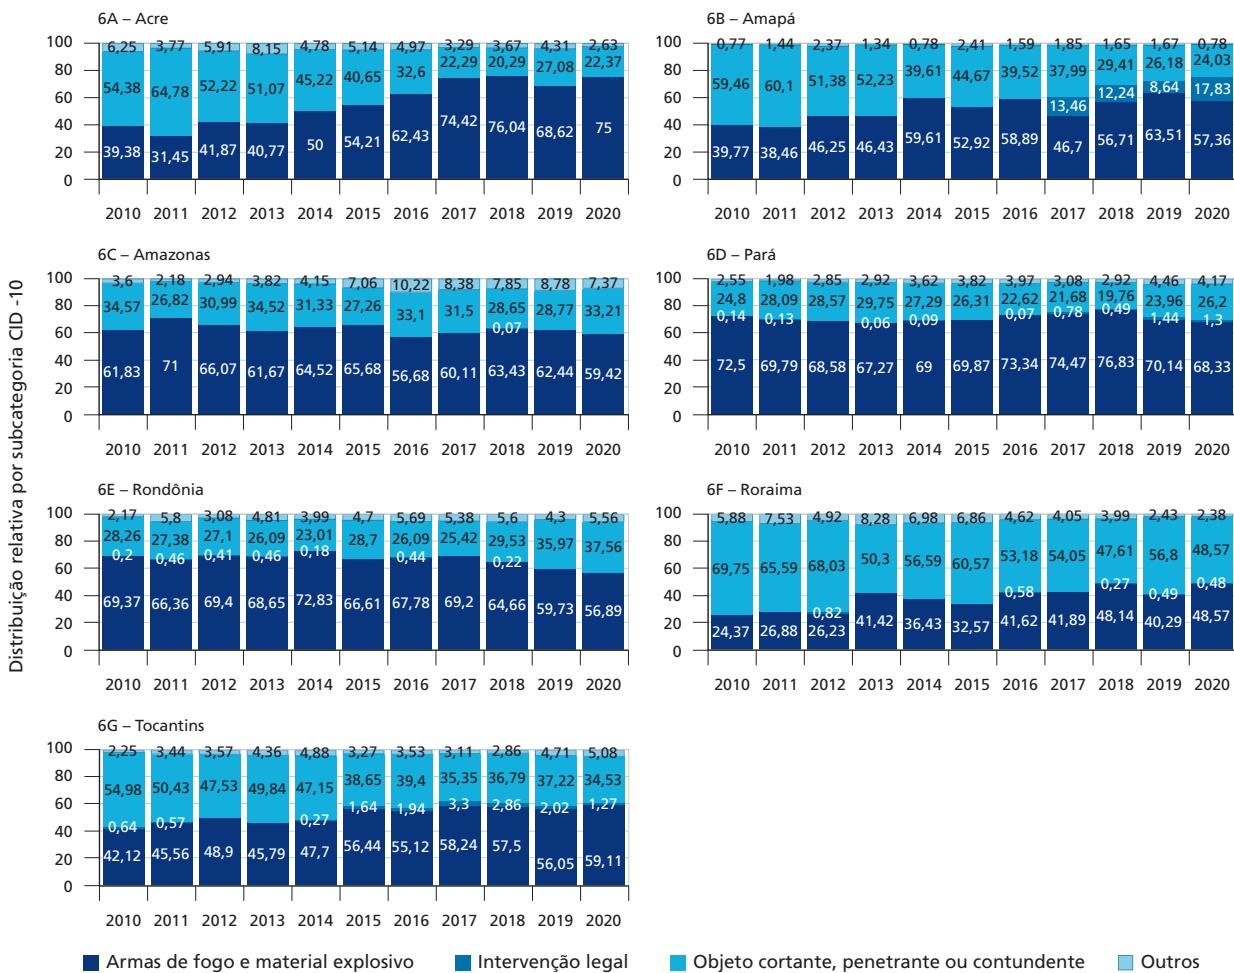 Distribuição relativa por subcategoria CID -10
6A – Acre
100 80 60 40 20 0
6,25 3,77 5,91 8,15 4,78 5,14 4,97 3,29 3,67 4,31 2,63
54,38 64,78 52,22 51,07 45,22 40,65 32,6 22,29 20,29 27,08 22,37
39,38 31,45 41,87 40,77 50 54,21 62,43 74,42 76,04 68,62 75
2010 2011 2012 2013 2014 2015 2016 2017 2018 2019 2020
6B – Amapá
100 80 60 40 20 0
0,77 1,44 2,37 1,34 0,78 2,41 1,59 1,85 1,65 1,67 0,78
59,46 60,1 51,38 52,23 39,61 44,67 39,52 37,99 29,41 26,18 24,03
13,46 12,24 8,64 17,83
39,77 38,46 46,25 46,43 59,61 52,92 58,89 46,7 56,71 63,51 57,36
2010 2011 2012 2013 2014 2015 2016 2017 2018 2019 2020
6C – Amazonas
100 80 60 40 20 0
3,6 2,18 2,94 3,82 4,15 7,06 10,22 8,38 7,85 8,78 7,37
34,57 26,82 30,99 34,52 31,33 27,26 33,1 31,5 28,65 28,77 33,21
0,07
61,83 71 66,07 61,67 64,52 65,68 56,68 60,11 63,43 62,44 59,42
2010 2011 2012 2013 2014 2015 2016 2017 2018 2019 2020
6D – Pará
100 80 60 40 20 0
2,55 1,98 2,85 2,92 3,62 3,82 3,97 3,08 2,92 4,46 4,17
24,8 28,09 28,57 29,75 27,29 26,31 22,62 21,68 19,76 23,96 26,2
0,14 0,13 0,06 0,09 0,07 0,78 0,49 1,44 1,3
72,5 69,79 68,58 67,27 69 69,87 73,34 74,47 76,83 70,14 68,33
2010 2011 2012 2013 2014 2015 2016 2017 2018 2019 2020
6E – Rondônia
100 80 60 40 20 0
2,17 5,8 3,08 4,81 3,99 4,7 5,69 5,38 5,6 4,3 5,56
28,26 27,38 27,1 26,09 23,01 28,7 26,09 25,42 29,53 35,97 37,56
0,2 0,46 0,41 0,46 0,18 0,44 0,22
69,37 66,36 69,4 68,65 72,83 66,61 67,78 69,2 64,66 59,73 56,89
2010 2011 2012 2013 2014 2015 2016 2017 2018 2019 2020
6F – Roraima
100 80 60 40 20 0
5,88 7,53 4,92 8,28 6,98 6,86 4,62 4,05 3,99 2,43 2,38
69,75 65,59 68,03 50,3 56,59 60,57 53,18 54,05 47,61 56,8 48,57
0,82 0,58 0,27 0,49 0,48
24,37 26,88 26,23 41,42 36,43 32,57 41,62 41,89 48,14 40,29 48,57
2010 2011 2012 2013 2014 2015 2016 2017 2018 2019 2020
6G – Tocantins
100 80 60 40 20 0
2,25 3,44 3,57 4,36 4,88 3,27 3,53 3,11 2,86 4,71 5,08
54,98 50,43 47,53 49,84 47,15 38,65 39,4 35,35 36,79 37,22 34,53
0,64 0,57 0,27 1,64 1,94 3,3 2,86 2,02 1,27
42,12 45,56 48,9 45,79 47,7 56,44 55,12 58,24 57,5 56,05 59,11
2010 2011 2012 2013 2014 2015 2016 2017 2018 2019 2020
Armas de fogo e material explosivo Intervenção legal Objeto cortante, penetrante ou contundente Outros